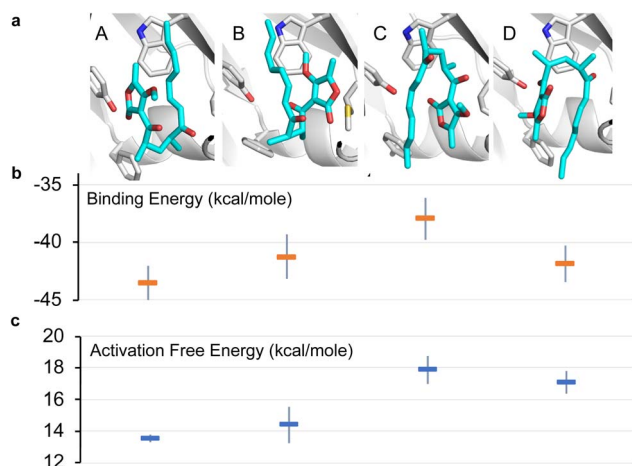 a
A B C D
b
-35
Binding Energy (kcal/mole)
-40
-45
c
20
Activation Free Energy (kcal/mole)
18
16
14
12